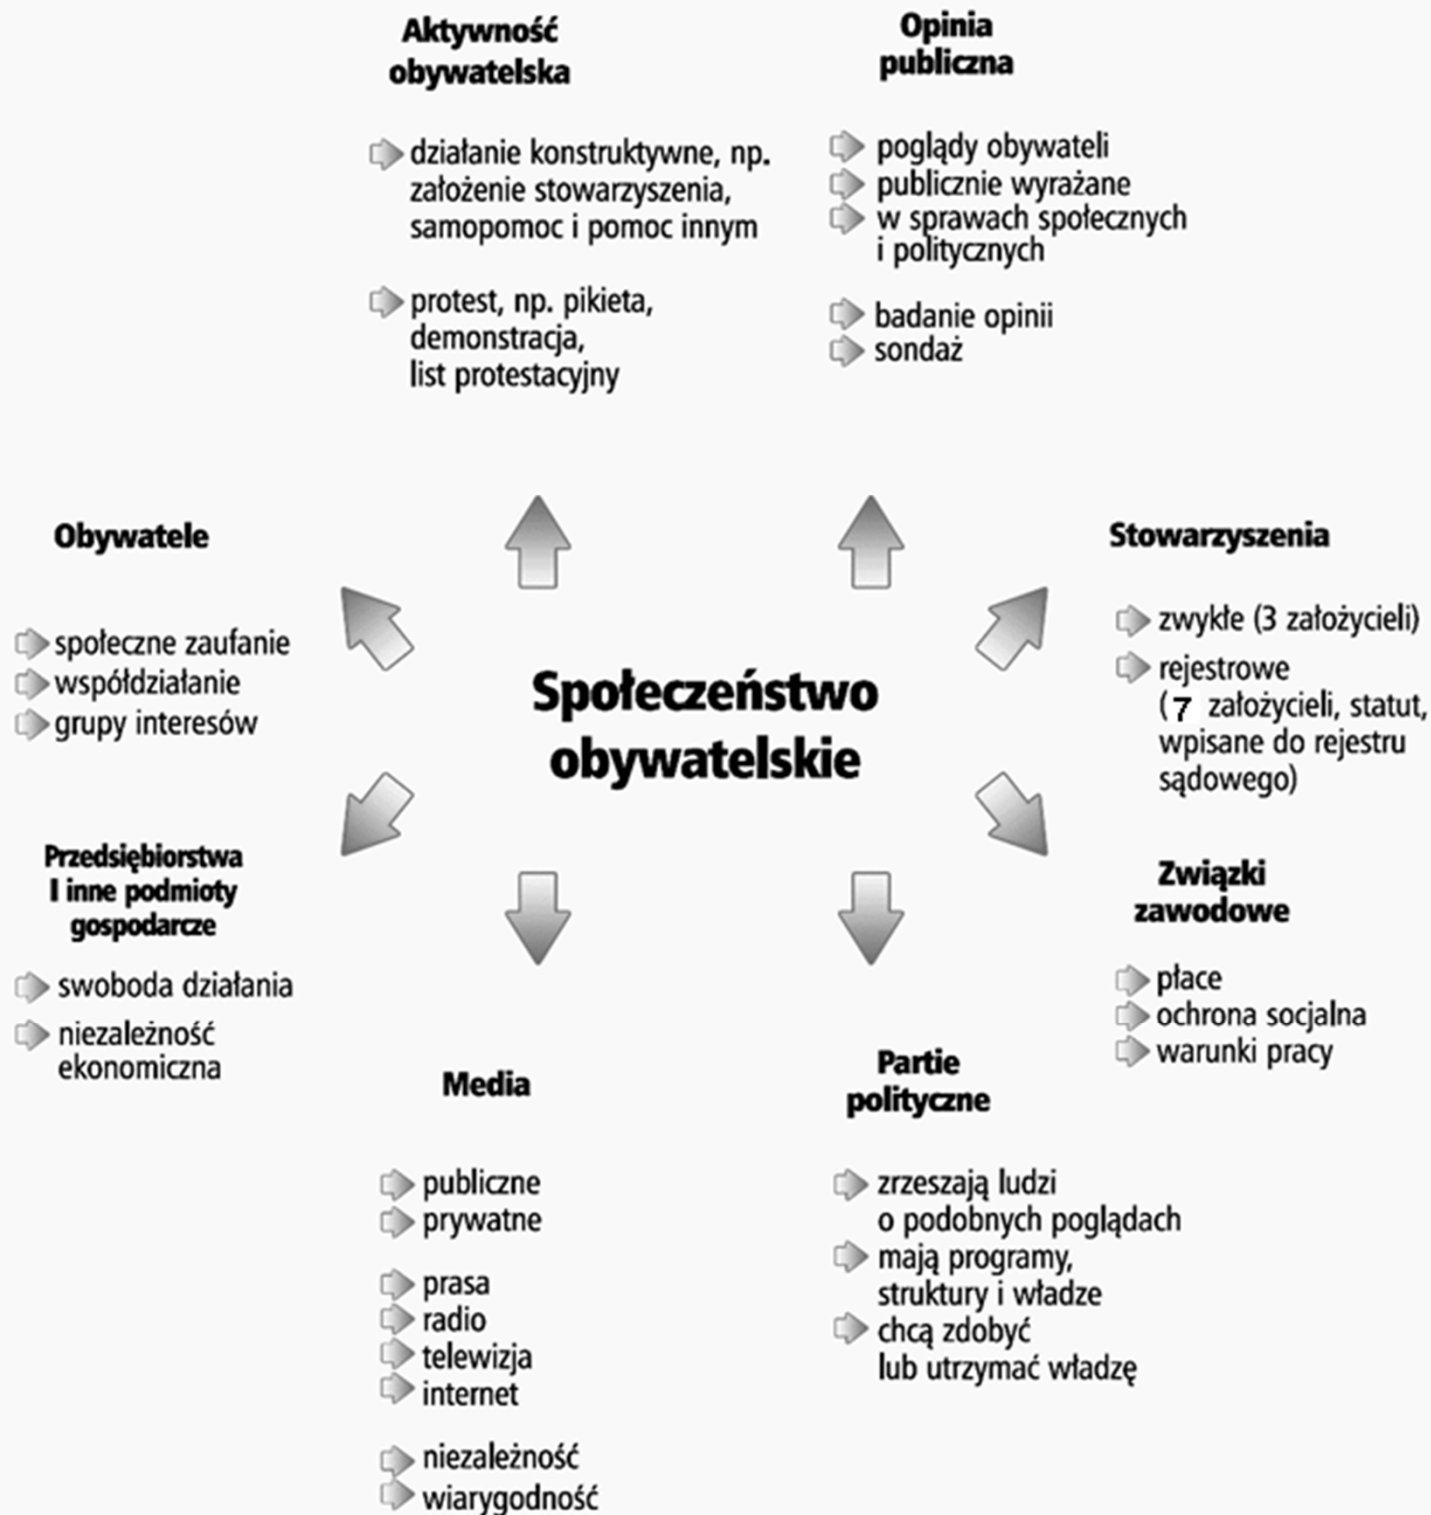 Aktywność
obywatelska
działanie konstruktywne, np.
założenie stowarzyszenia,
samopomoc i pomoc innym
protest, np. pikieta,
demonstracja,
list protestacyjny
Opinia
publiczna
poglądy obywateli
publicznie wyrażane
w sprawach społecznych
i politycznych
badanie opinii
sondaż
Obywatele
społeczne zaufanie
współdziałanie
grupy interesów
Społeczeństwo
obywatelskie
Stowarzyszenia
zwykłe (3 założycieli)
rejestrowe
( 7 założycieli, statut,
wpisane do rejestru
sądowego)
Przedsiębiorstwa
I inne podmioty
gospodarcze
swoboda działania
niezależność
ekonomiczna
Związki
zawodowe
płace
ochrona socjalna
warunki pracy
Media
publiczne
prywatne
prasa
radio
telewizja
internet
niezależność
wiarygodność
Partie
polityczne
zrzeszają ludzi
o podobnych poglądach
mają programy,
struktury i władze
chcą zdobyć
lub utrzymać władzę